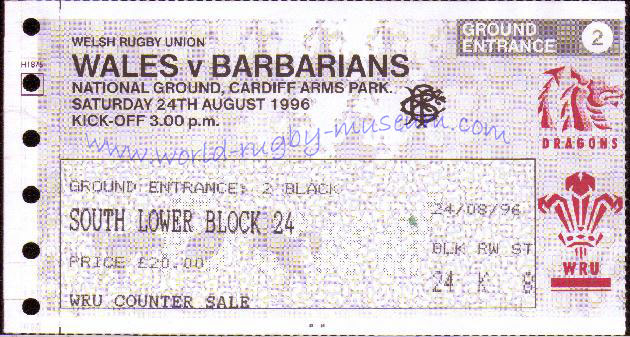 WELSH RUGBY UNION
GROUND ENTRANCE 2
H1875
WALES v BARBARIANS
NATIONAL GROUND, CARDIFF ARMS PARK.
SATURDAY 24TH AUGUST 1996
KICK-OFF 3.00 p.m.
www.world-rugby-museum.com
DRAGONS
GROUND ENTRANCE: 2 BLACK
SOUTH LOWER BLOCK 24
24/08/96
PRICE £20.00
BLK RW ST
24 K 8
WRU COUNTER SALE
WRU